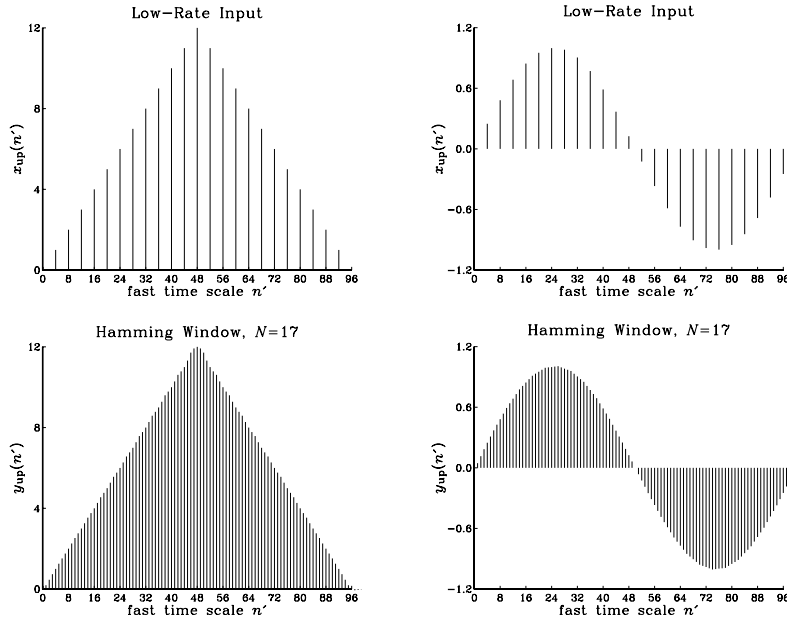 Low−Rate Input
12
8
4
0
x_up(n′)
0 8 16 24 32 40 48 56 64 72 80 88 96
fast time scale n′
Low−Rate Input
1.2
0.6
0.0
−0.6
−1.2
x_up(n′)
0 8 16 24 32 40 48 56 64 72 80 88 96
fast time scale n′
Hamming Window, N=17
12
8
4
0
y_up(n′)
0 8 16 24 32 40 48 56 64 72 80 88 96
fast time scale n′
Hamming Window, N=17
1.2
0.6
0.0
−0.6
−1.2
y_up(n′)
0 8 16 24 32 40 48 56 64 72 80 88 96
fast time scale n′